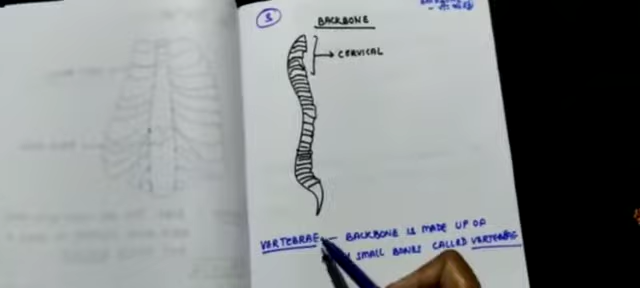 3
BACKBONE
CERVICAL
VERTEBRAE – BACKBONE IS MADE UP OF
SMALL BONES CALLED VERTEBRAE